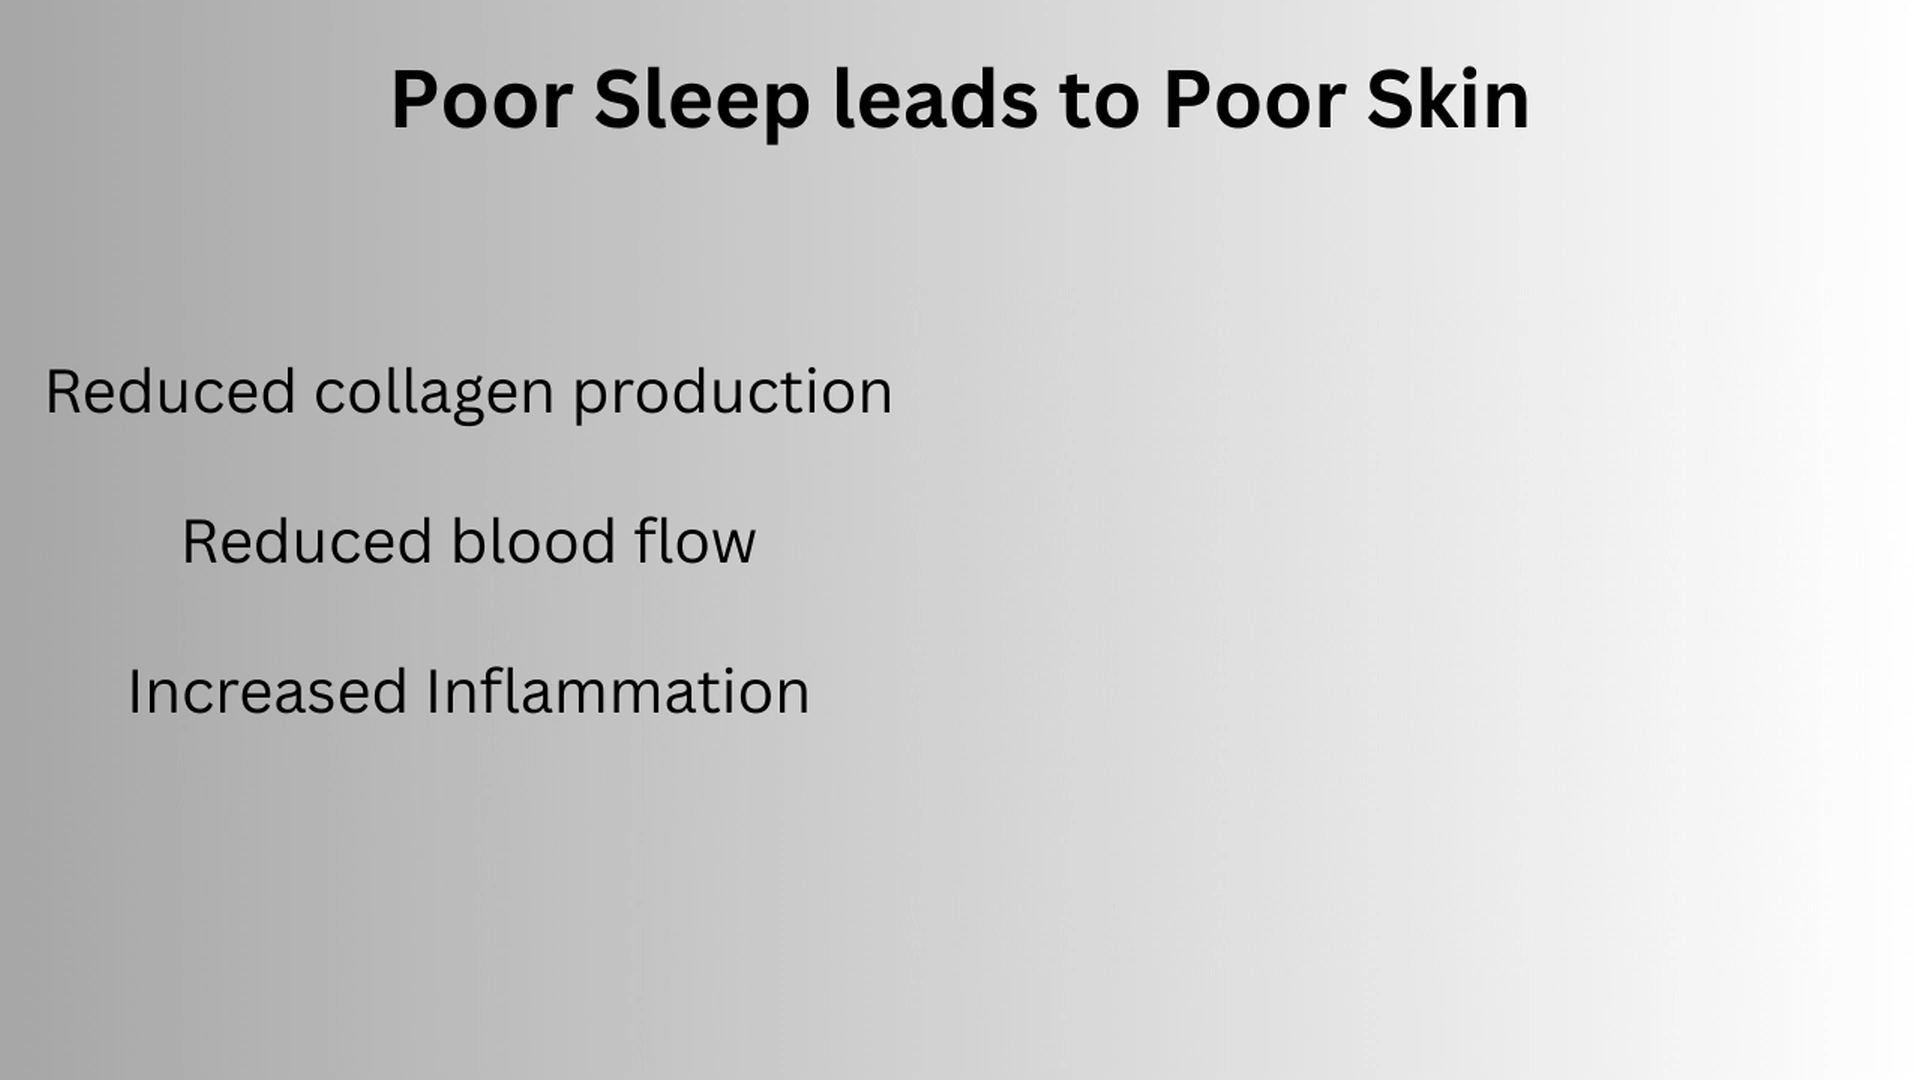 Poor Sleep leads to Poor Skin
Reduced collagen production
Reduced blood flow
Increased Inflammation